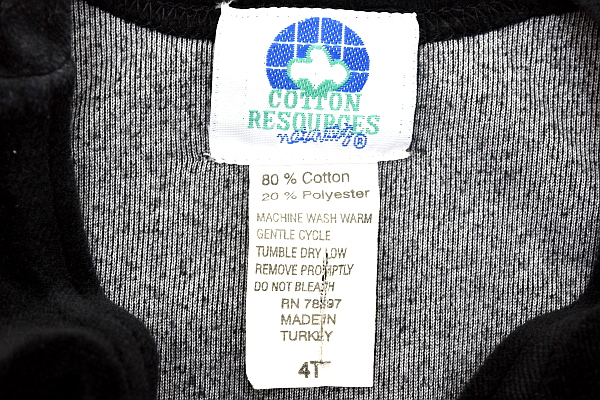 COTTON
RESOURCES
®
80 % Cotton
20 % Polyester
MACHINE WASH WARM
GENTLE CYCLE
TUMBLE DRY LOW
REMOVE PROMPTLY
DO NOT BLEACH
RN
MADE IN
TURKEY
4T